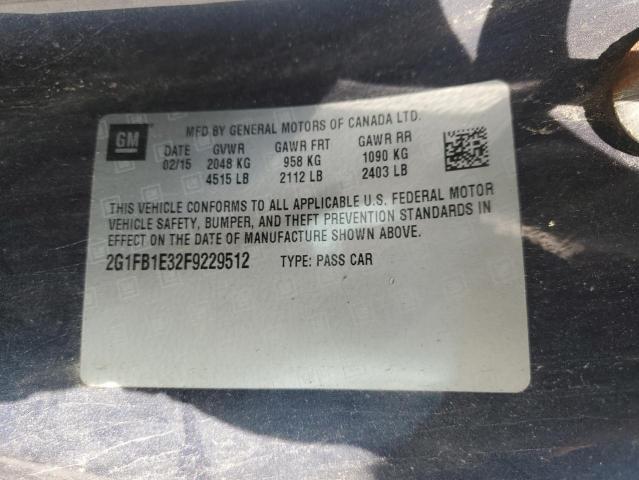 GM
MFD BY GENERAL MOTORS OF CANADA LTD.
DATE GVWR GAWR FRT GAWR RR
02/15 2048 KG 958 KG 1090 KG
4515 LB 2112 LB 2403 LB
THIS VEHICLE CONFORMS TO ALL APPLICABLE U.S. FEDERAL MOTOR
VEHICLE SAFETY, BUMPER, AND THEFT PREVENTION STANDARDS IN
EFFECT ON THE DATE OF MANUFACTURE SHOWN ABOVE.
2G1FB1E32F9229512 TYPE: PASS CAR